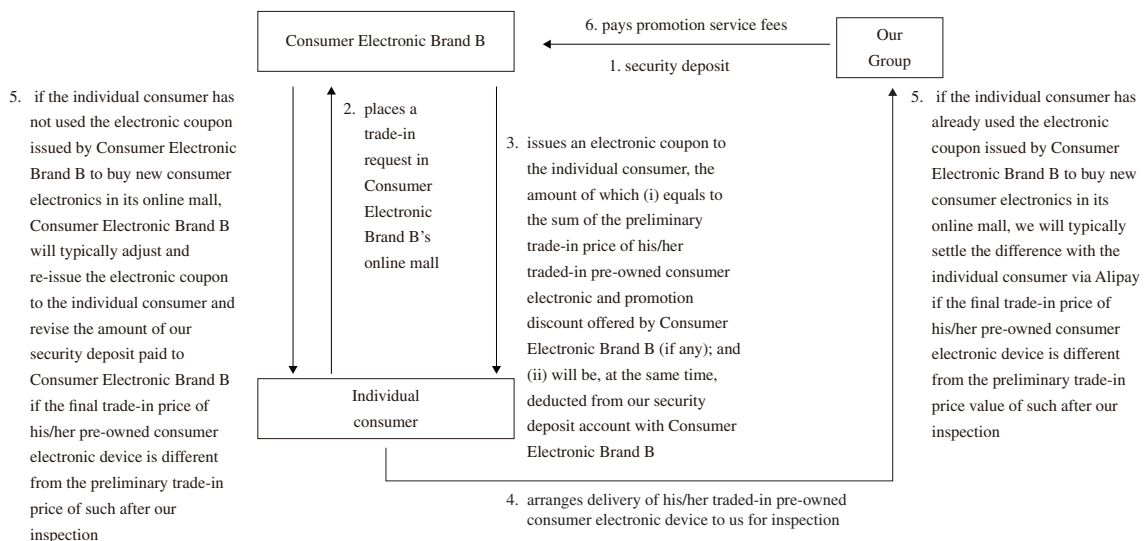 Consumer Electronic Brand B
6. pays promotion service fees
1. security deposit
Our
Group
5. if the individual consumer has
not used the electronic coupon
issued by Consumer Electronic
Brand B to buy new consumer
electronics in its online mall,
Consumer Electronic Brand B
will typically adjust and
re-issue the electronic coupon
to the individual consumer and
revise the amount of our
security deposit paid to
Consumer Electronic Brand B
if the final trade-in price of
his/her pre-owned consumer
electronic device is different
from the preliminary trade-in
price of such after our
inspection
2. places a
trade-in
request in
Consumer
Electronic
Brand B's
online mall
3. issues an electronic coupon to
the individual consumer, the
amount of which (i) equals to
the sum of the preliminary
trade-in price of his/her
traded-in pre-owned consumer
electronic and promotion
discount offered by Consumer
Electronic Brand B (if any); and
(ii) will be, at the same time,
deducted from our security
deposit account with Consumer
Electronic Brand B
5. if the individual consumer has
already used the electronic
coupon issued by Consumer
Electronic Brand B to buy new
consumer electronics in its
online mall, we will typically
settle the difference with the
individual consumer via Alipay
if the final trade-in price of
his/her pre-owned consumer
electronic device is different
from the preliminary trade-in
price value of such after our
inspection
Individual
consumer
4. arranges delivery of his/her traded-in pre-owned
consumer electronic device to us for inspection